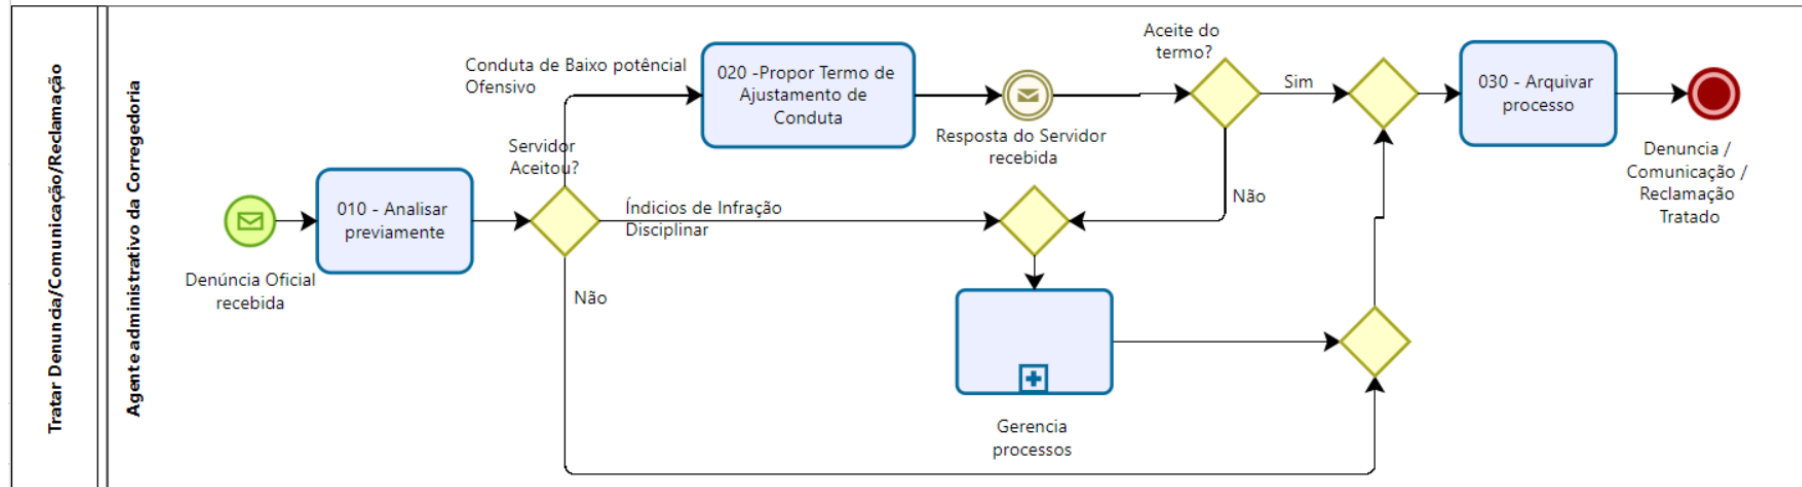 Tratar Denuncia/Comunicação/Reclamação
Agente administrativo da Corregedoria
Denúncia Oficial
recebida
010 - Analisar
previamente
Servidor
Aceitou?
Conduta de Baixo potêncial
Ofensivo
020 -Propor Termo de
Ajustamento de
Conduta
Resposta do Servidor
recebida
Aceite do
termo?
Sim
Não
Índicios de Infração
Disciplinar
Não
Gerencia
processos
030 - Arquivar
processo
Denuncia /
Comunicação /
Reclamação
Tratado